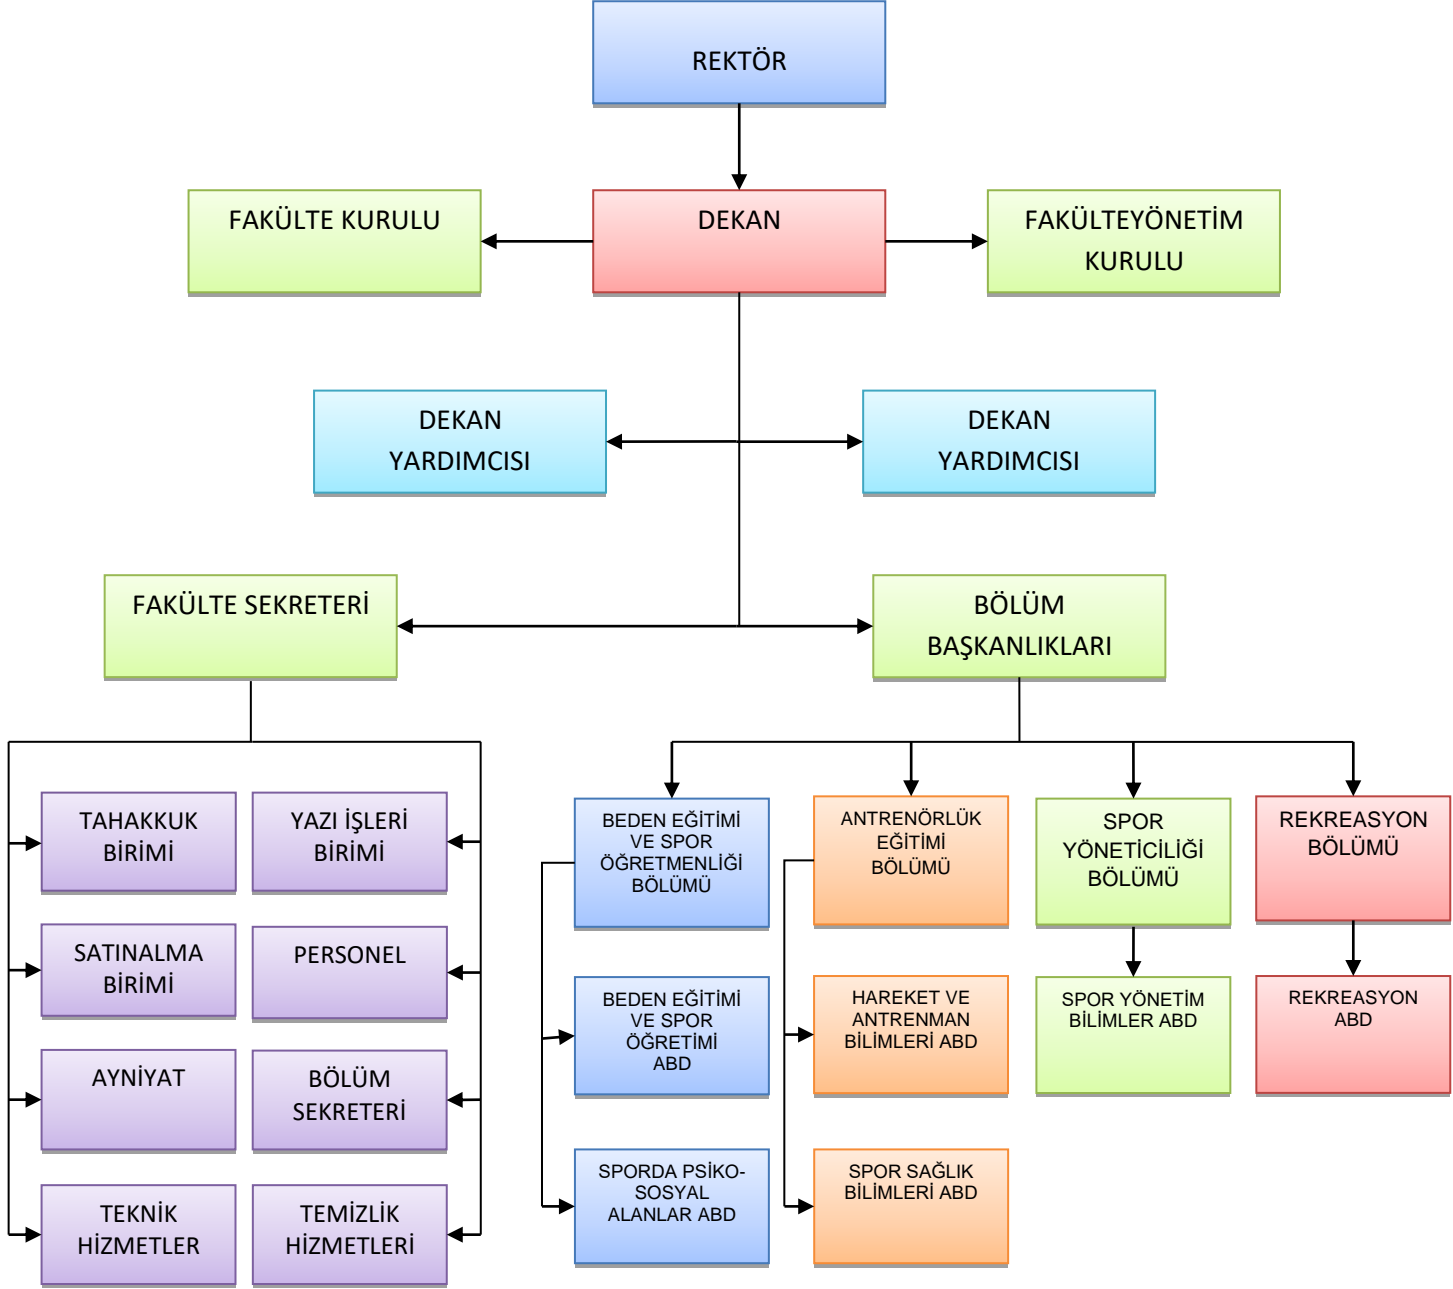 REKTÖR
FAKÜLTE KURULU
DEKAN
FAKÜLTEYÖNETİM
KURULU
DEKAN
YARDIMCISI
DEKAN
YARDIMCISI
FAKÜLTE SEKRETERİ
BÖLÜM
BAŞKANLIKLARI
TAHAKKUK
BİRİMİ
YAZI İŞLERİ
BİRİMİ
SATINALMA
BİRİMİ
PERSONEL
AYNİYAT
BÖLÜM
SEKRETERİ
TEKNİK
HİZMETLER
TEMİZLİK
HİZMETLERİ
BEDEN EĞİTİMİ
VE SPOR
ÖĞRETMENLİĞİ
BÖLÜMÜ
ANTRENÖRLÜK
EĞİTİMİ
BÖLÜMÜ
SPOR
YÖNETİCİLİĞİ
BÖLÜMÜ
REKREASYON
BÖLÜMÜ
BEDEN EĞİTİMİ
VE SPOR
ÖĞRETİMİ
ABD
HAREKET VE
ANTRENMAN
BİLİMLERİ ABD
SPOR YÖNETİM
BİLİMLER ABD
REKREASYON
ABD
SPORDA PSİKO-
SOSYAL
ALANLAR ABD
SPOR SAĞLIK
BİLİMLERİ ABD